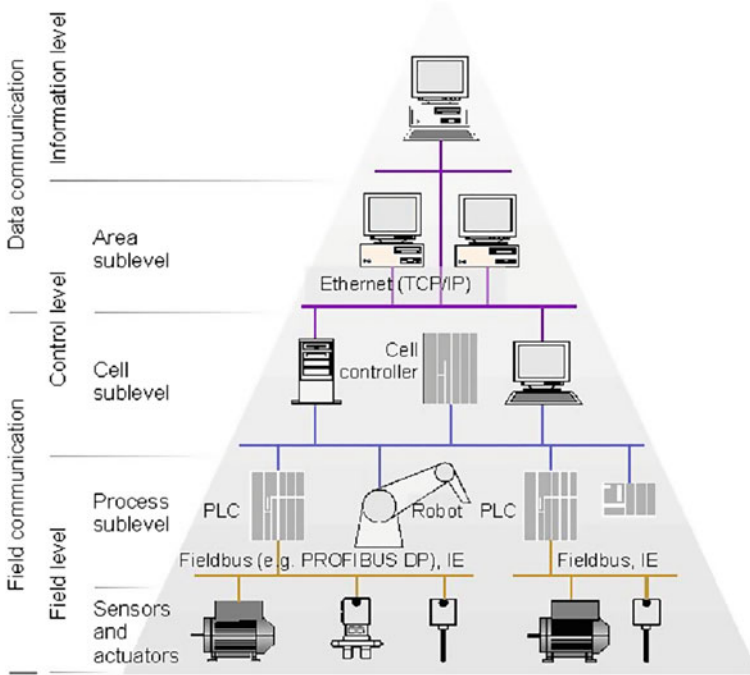 Data communication
Field communication
Information level
Control level
Field level
Area
sublevel
Ethernet (TCP/IP)
Cell
sublevel
Cell
controller
Process
sublevel
PLC
Robot
PLC
Fieldbus (e.g. PROFIBUS DP), IE
Fieldbus, IE
Sensors
and
actuators